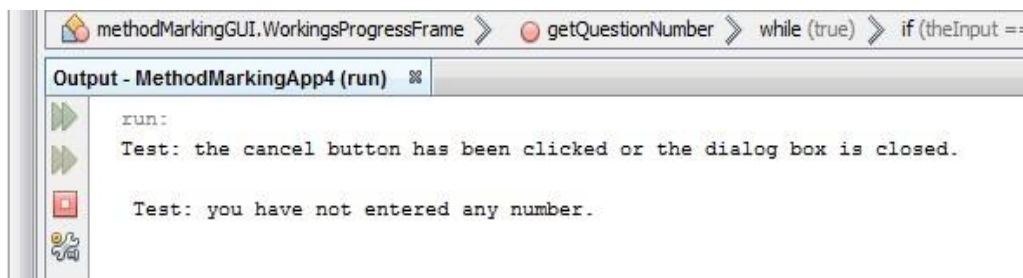 methodMarkingGUI.WorkingsProgressFrame getQuestionNumber while (true) if (theInput ==
Output - MethodMarkingApp4 (run)
run:
Test: the cancel button has been clicked or the dialog box is closed.
Test: you have not entered any number.